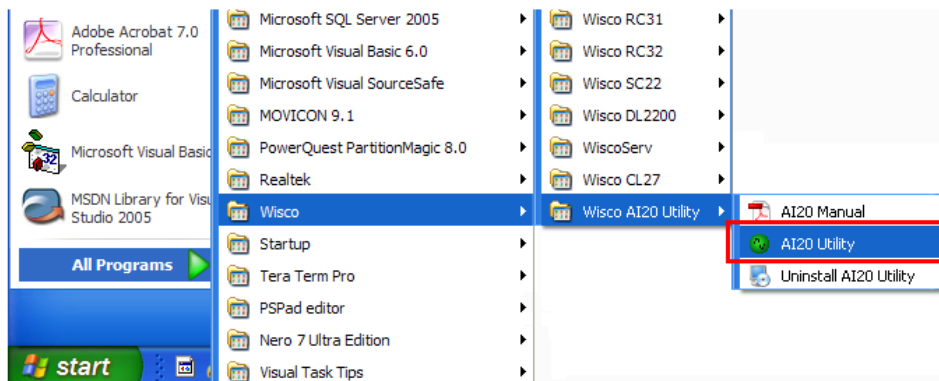 Adobe Acrobat 7.0
Professional
Calculator
32
Microsoft Visual Basic
MSDN Library for Visu
Studio 2005
All Programs
start
Microsoft SQL Server 2005
Microsoft Visual Basic 6.0
Microsoft Visual SourceSafe
MOVICON 9.1
PowerQuest PartitionMagic 8.0
Realtek
Wisco
Startup
Tera Term Pro
PSPad editor
Nero 7 Ultra Edition
Visual Task Tips
Wisco RC31
Wisco RC32
Wisco SC22
Wisco DL2200
WiscoServ
Wisco CL27
Wisco AI20 Utility
AI20 Manual
AI20 Utility
Uninstall AI20 Utility